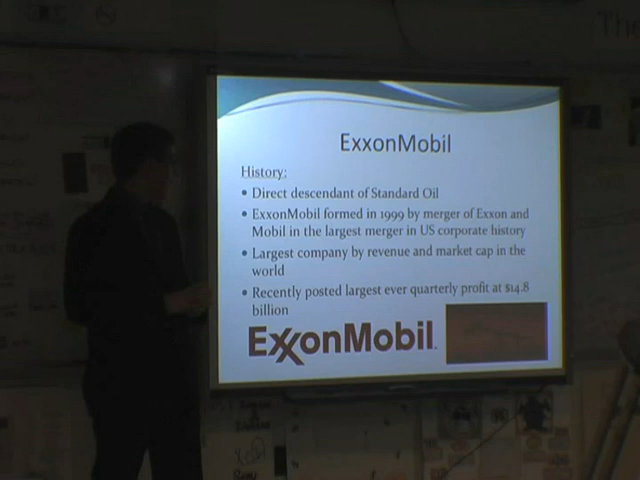 The
ExxonMobil
History:
• Direct descendant of Standard Oil
• ExxonMobil formed in 1999 by merger of Exxon and
Mobil in the largest merger in US corporate history
• Largest company by revenue and market cap in the
world
• Recently posted largest ever quarterly profit at $14.8
billion
ExxonMobil